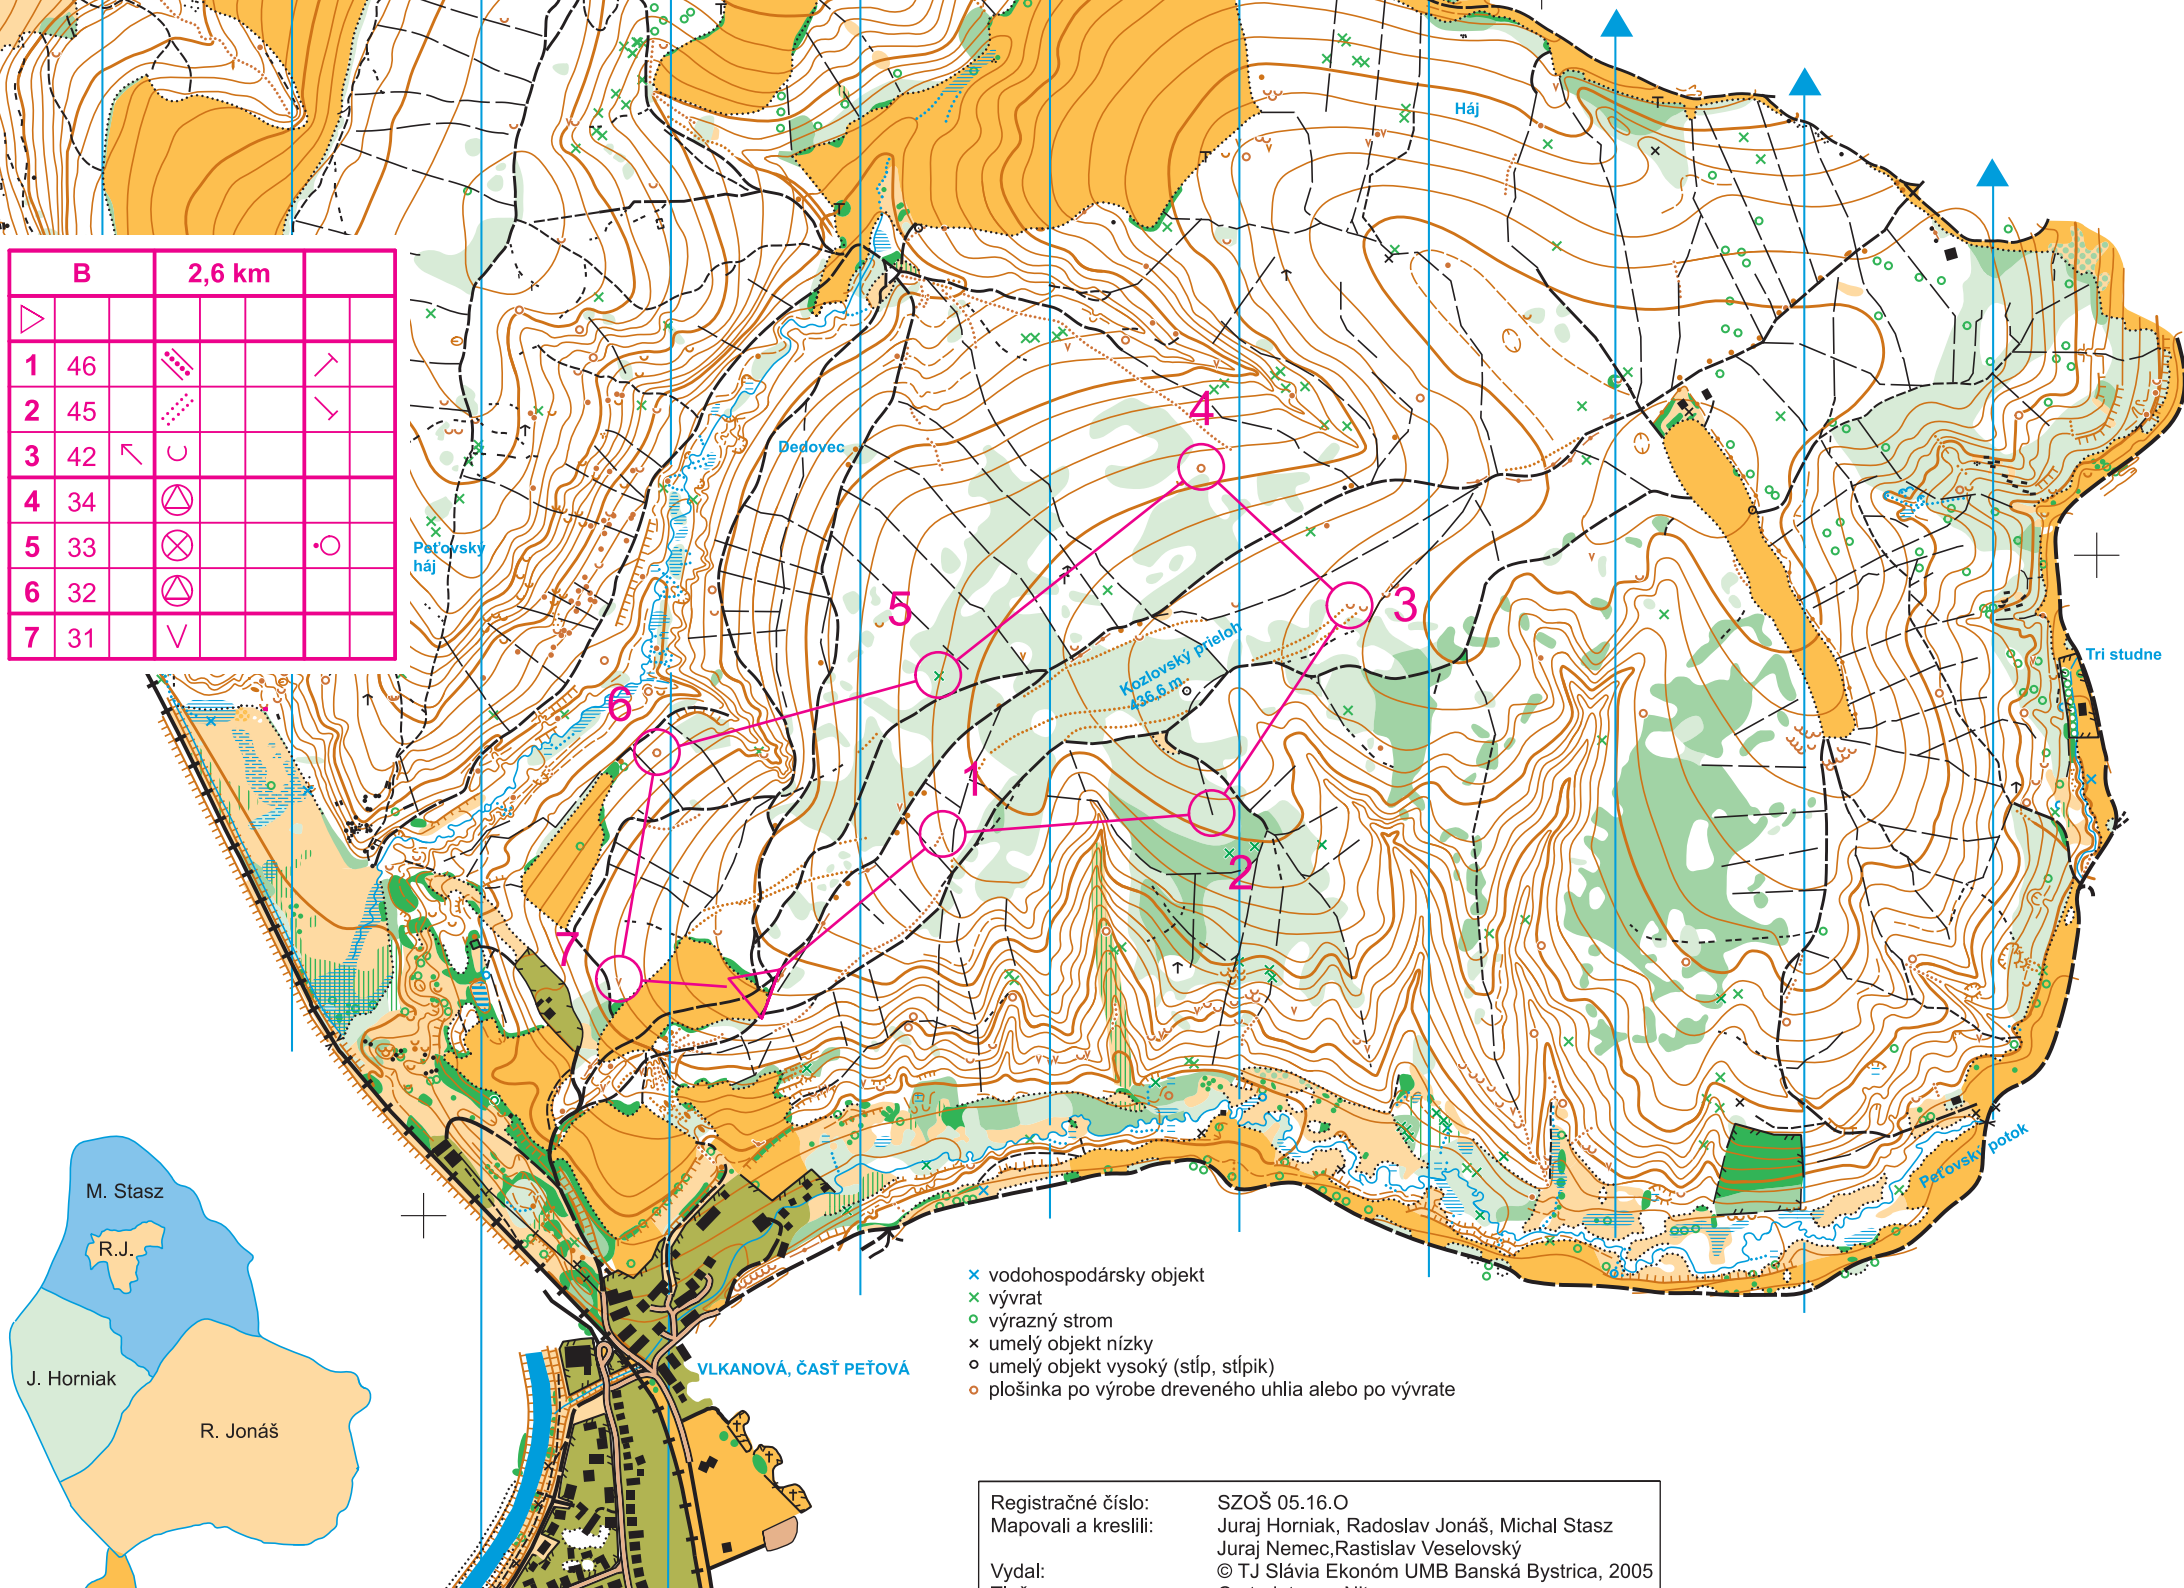 Háj
B 2,6 km
1 46
2 45
3 42
4 34
5 33
6 32
7 31
Dedovec
Peťovský
háj
4
3
5
6
Kozlovský prieloh
436,6 m
Tri studne
1
2
7
Peťovský potok
M. Stasz
R.J.
J. Horniak
R. Jonáš
VLKANOVÁ, ČASŤ PEŤOVÁ
vodohospodársky objekt
vývrat
výrazný strom
umelý objekt nízky
umelý objekt vysoký (stĺp, stĺpik)
plošinka po výrobe dreveného uhlia alebo po vývrate
Registračné číslo: SZOŠ 05.16.O
Mapovali a kreslili: Juraj Horniak, Radoslav Jonáš, Michal Stasz
Juraj Nemec,Rastislav Veselovský
Vydal: © TJ Slávia Ekonóm UMB Banská Bystrica, 2005